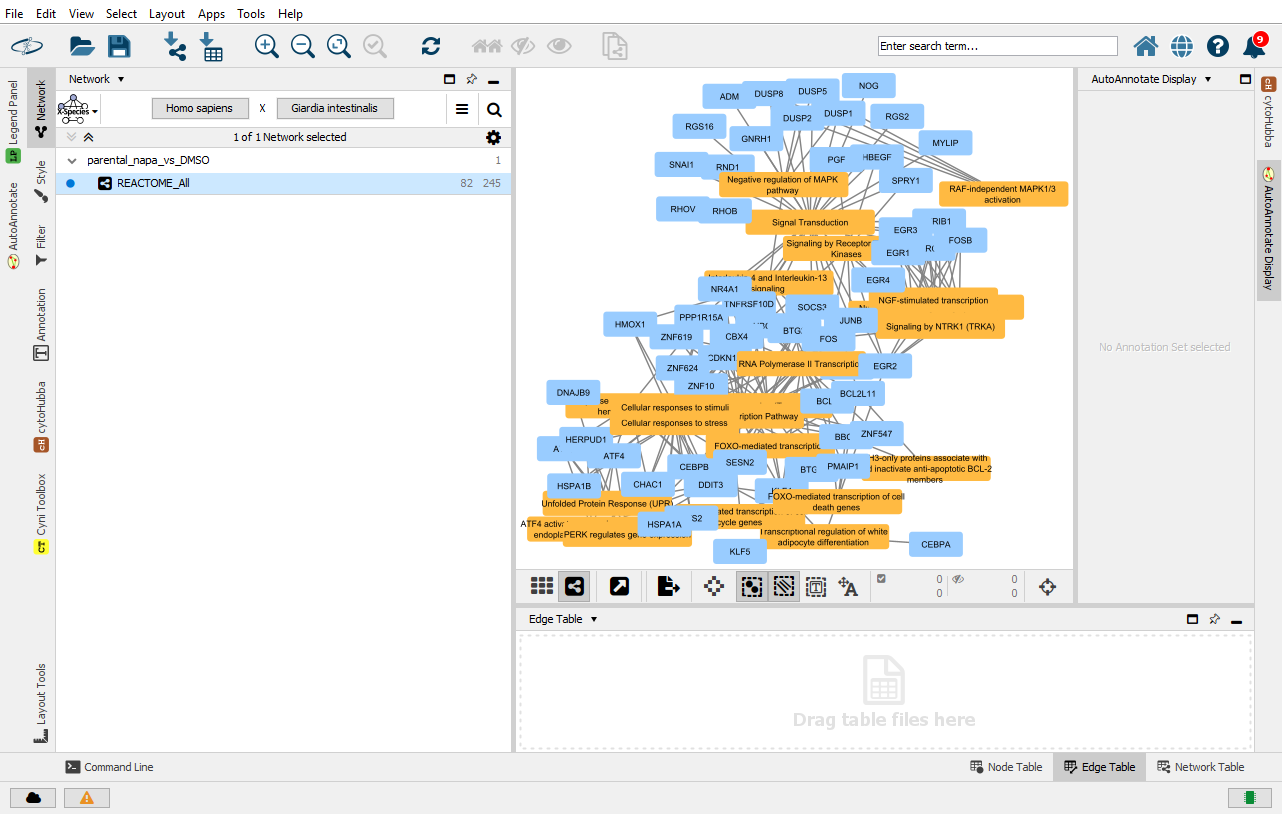 File Edit View Select Layout Apps Tools Help
Enter search term...
9
Legend Panel
LP
AutoAnnotate
Network
Style
Filter
Annotation
cytoHubba
cH
Cyni Toolbox
CT
Layout Tools
Network
X-Species
Homo sapiens
X
Giardia intestinalis
1 of 1 Network selected
parental_napa_vs_DMSO
1
REACTOME_All
82 245
NOG
DUSP5
DUSP8
ADM
DUSP1
DUSP2
RGS2
RGS16
GNRH1
MYLIP
PGF
HBEGF
SNAI1
RND1
SPRY1
Negative regulation of MAPK
pathway
RAF-independent MAPK1/3
activation
RHOV
RHOB
Signal Transduction
RIB1
EGR3
FOSB
Signaling by Receptor
Kinases
EGR1
EGR4
Interleukin-4 and Interleukin-13
signaling
NR4A1
TNFRSF10D
SOCS3
NGF-stimulated transcription
PPP1R15A
JUNB
HMOX1
Signaling by NTRK1 (TRKA)
ZNF619
CBX4
FOS
CDKN1
RNA Polymerase II Transcriptio
EGR2
ZNF624
ZNF10
DNAJB9
BCL2L11
Cellular responses to stimuli
BCL
ription Pathway
Cellular responses to stress
ZNF547
HERPUD1
FOXO-mediated transcriptio
ATF4
SESN2
CEBPB
PMAIP1
H3-only proteins associate with
d inactivate anti-apoptotic BCL-2
members
HSPA1B
CHAC1
DDIT3
BTG
Unfolded Protein Response (UPR)
FOXO-mediated transcription of cell
death genes
HSPA1A
S2
ATF4 activ
endopla
PERK regulates gene expression
ycle genes
Transcriptional regulation of white
adipocyte differentiation
CEBPA
KLF5
0
0
0
0
Edge Table
Drag table files here
AutoAnnotate Display
No Annotation Set selected
cH
cytoHubba
AutoAnnotate Display
Command Line
Node Table
Edge Table
Network Table